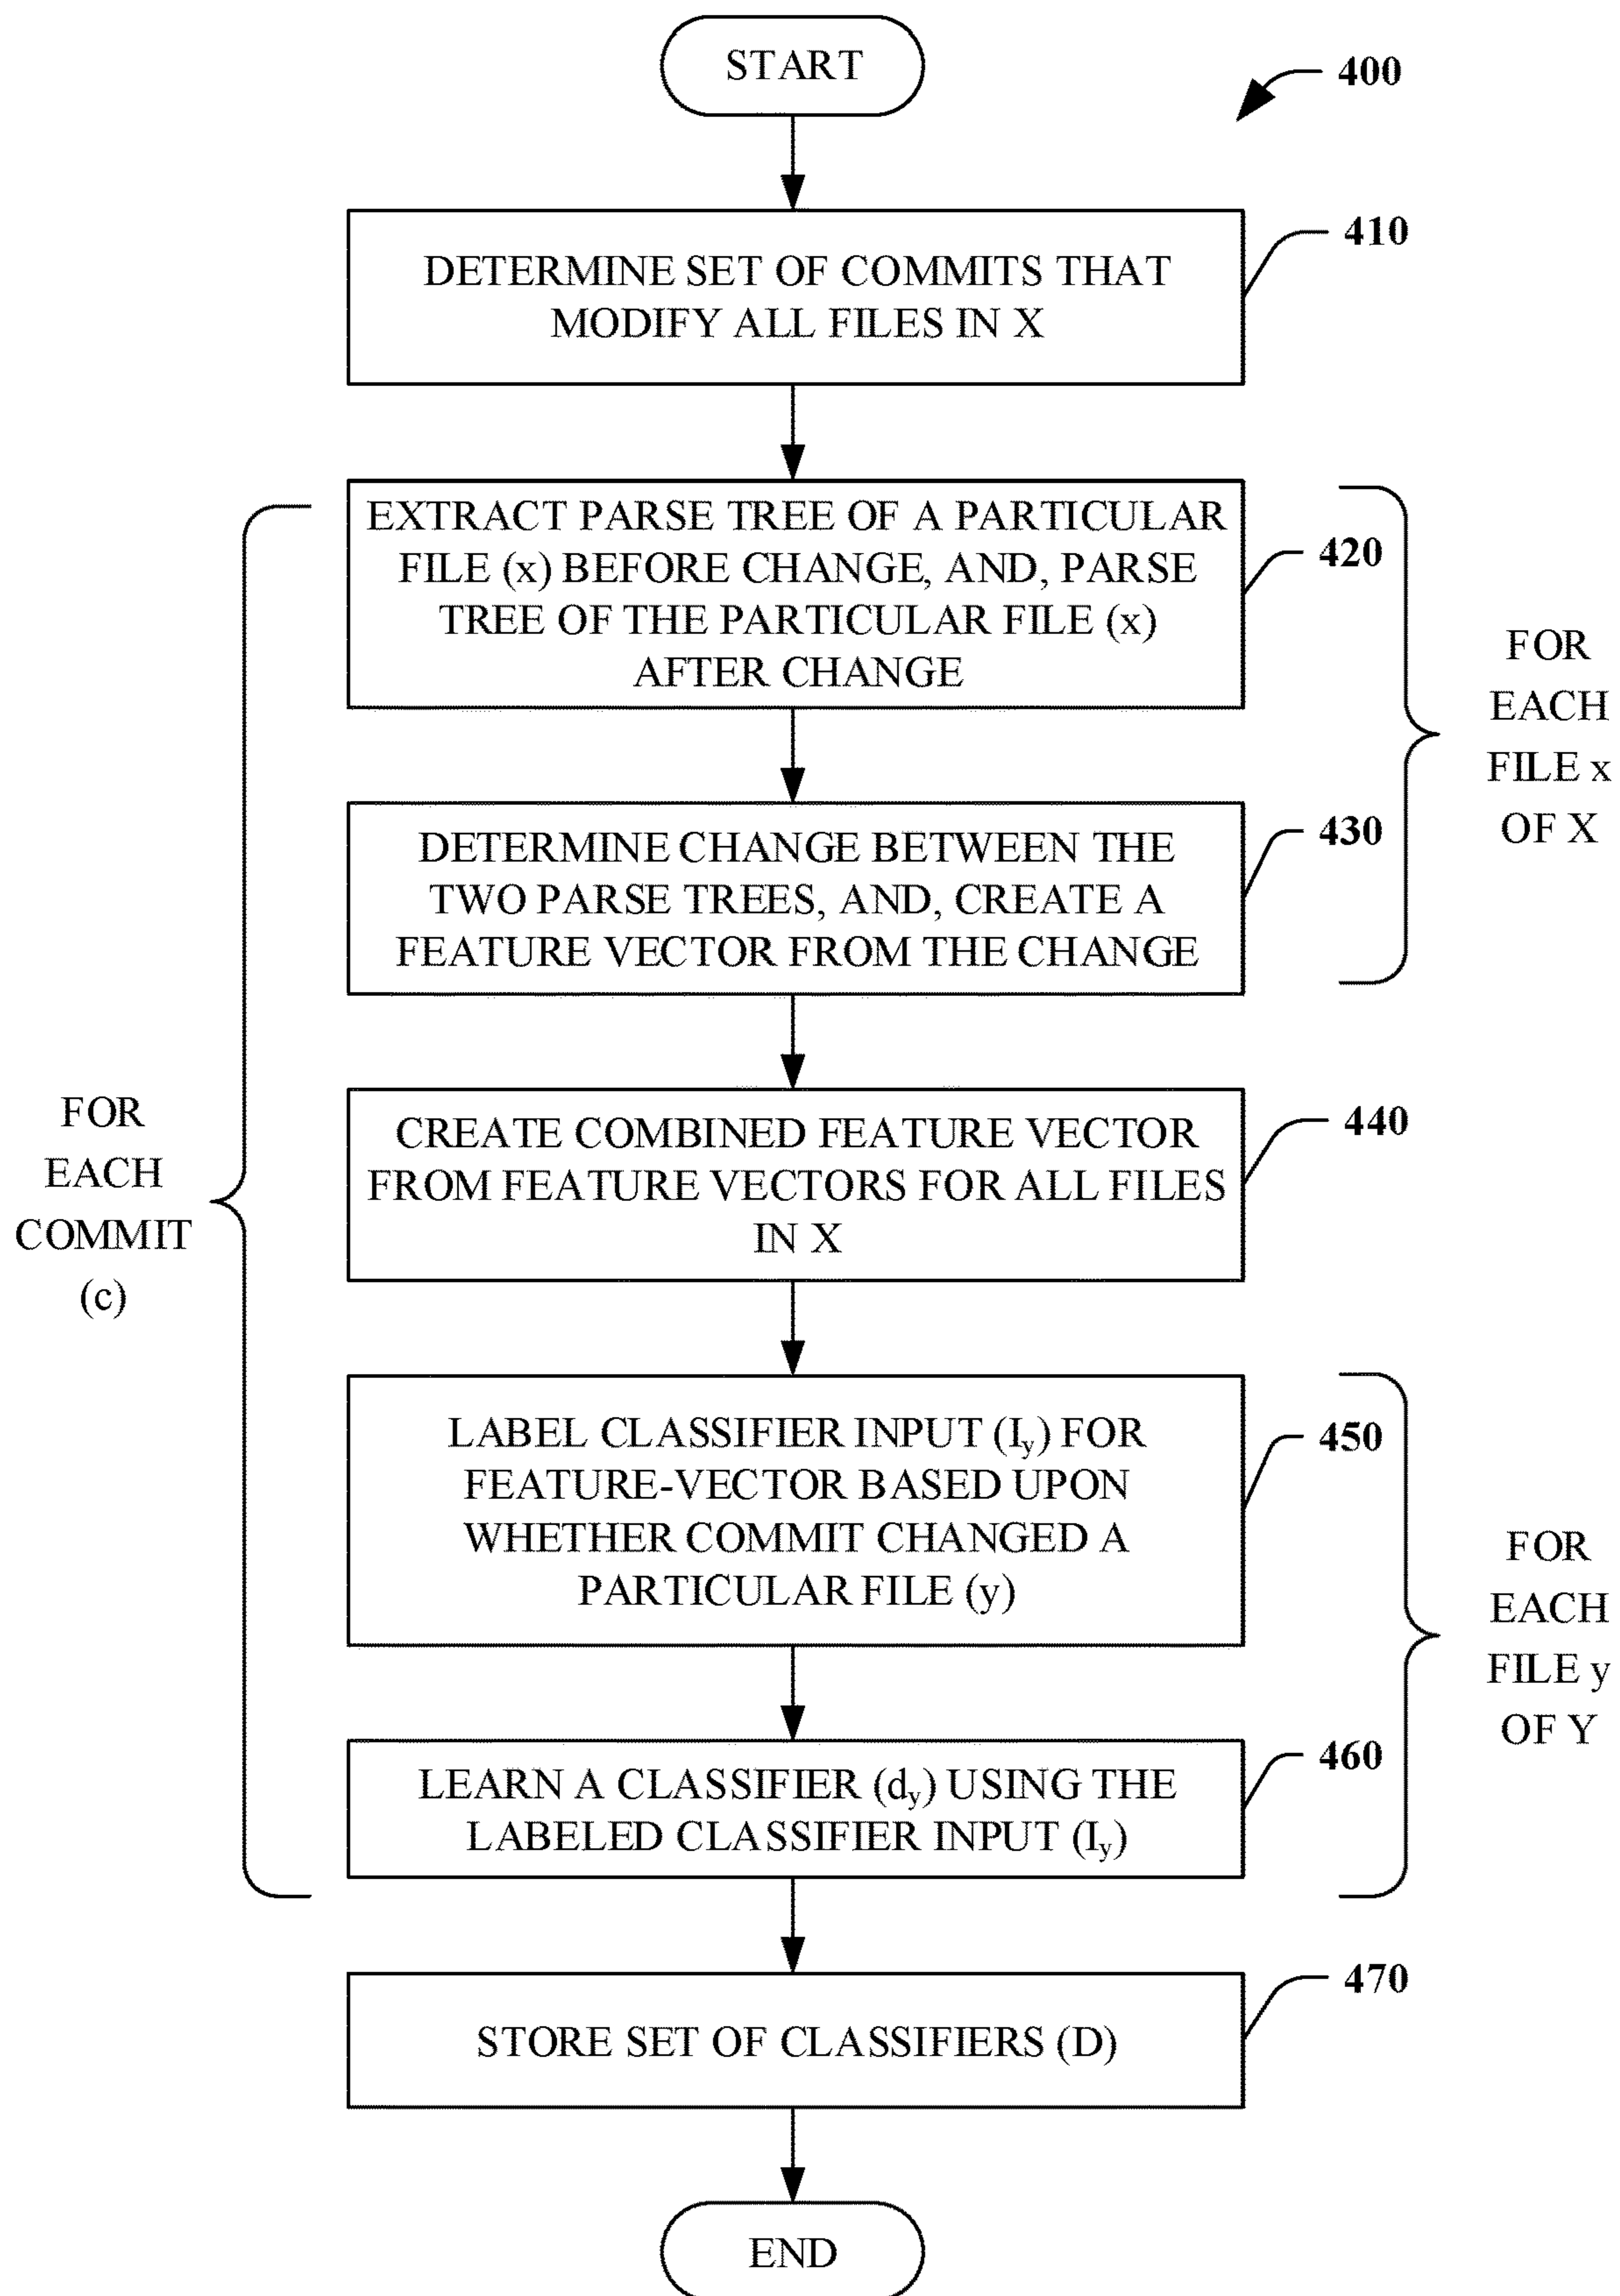 START
400
DETERMINE SET OF COMMITS THAT
MODIFY ALL FILES IN X
410
EXTRACT PARSE TREE OF A PARTICULAR
FILE (x) BEFORE CHANGE, AND, PARSE
TREE OF THE PARTICULAR FILE (x)
AFTER CHANGE
420
DETERMINE CHANGE BETWEEN THE
TWO PARSE TREES, AND, CREATE A
FEATURE VECTOR FROM THE CHANGE
430
FOR
EACH
FILE x
OF X
CREATE COMBINED FEATURE VECTOR
FROM FEATURE VECTORS FOR ALL FILES
IN X
440
FOR
EACH
COMMIT
(c)
LABEL CLASSIFIER INPUT (Iy) FOR
FEATURE-VECTOR BASED UPON
WHETHER COMMIT CHANGED A
PARTICULAR FILE (y)
450
LEARN A CLASSIFIER (dy) USING THE
LABELED CLASSIFIER INPUT (Iy)
460
FOR
EACH
FILE y
OF Y
STORE SET OF CLASSIFIERS (D)
470
END